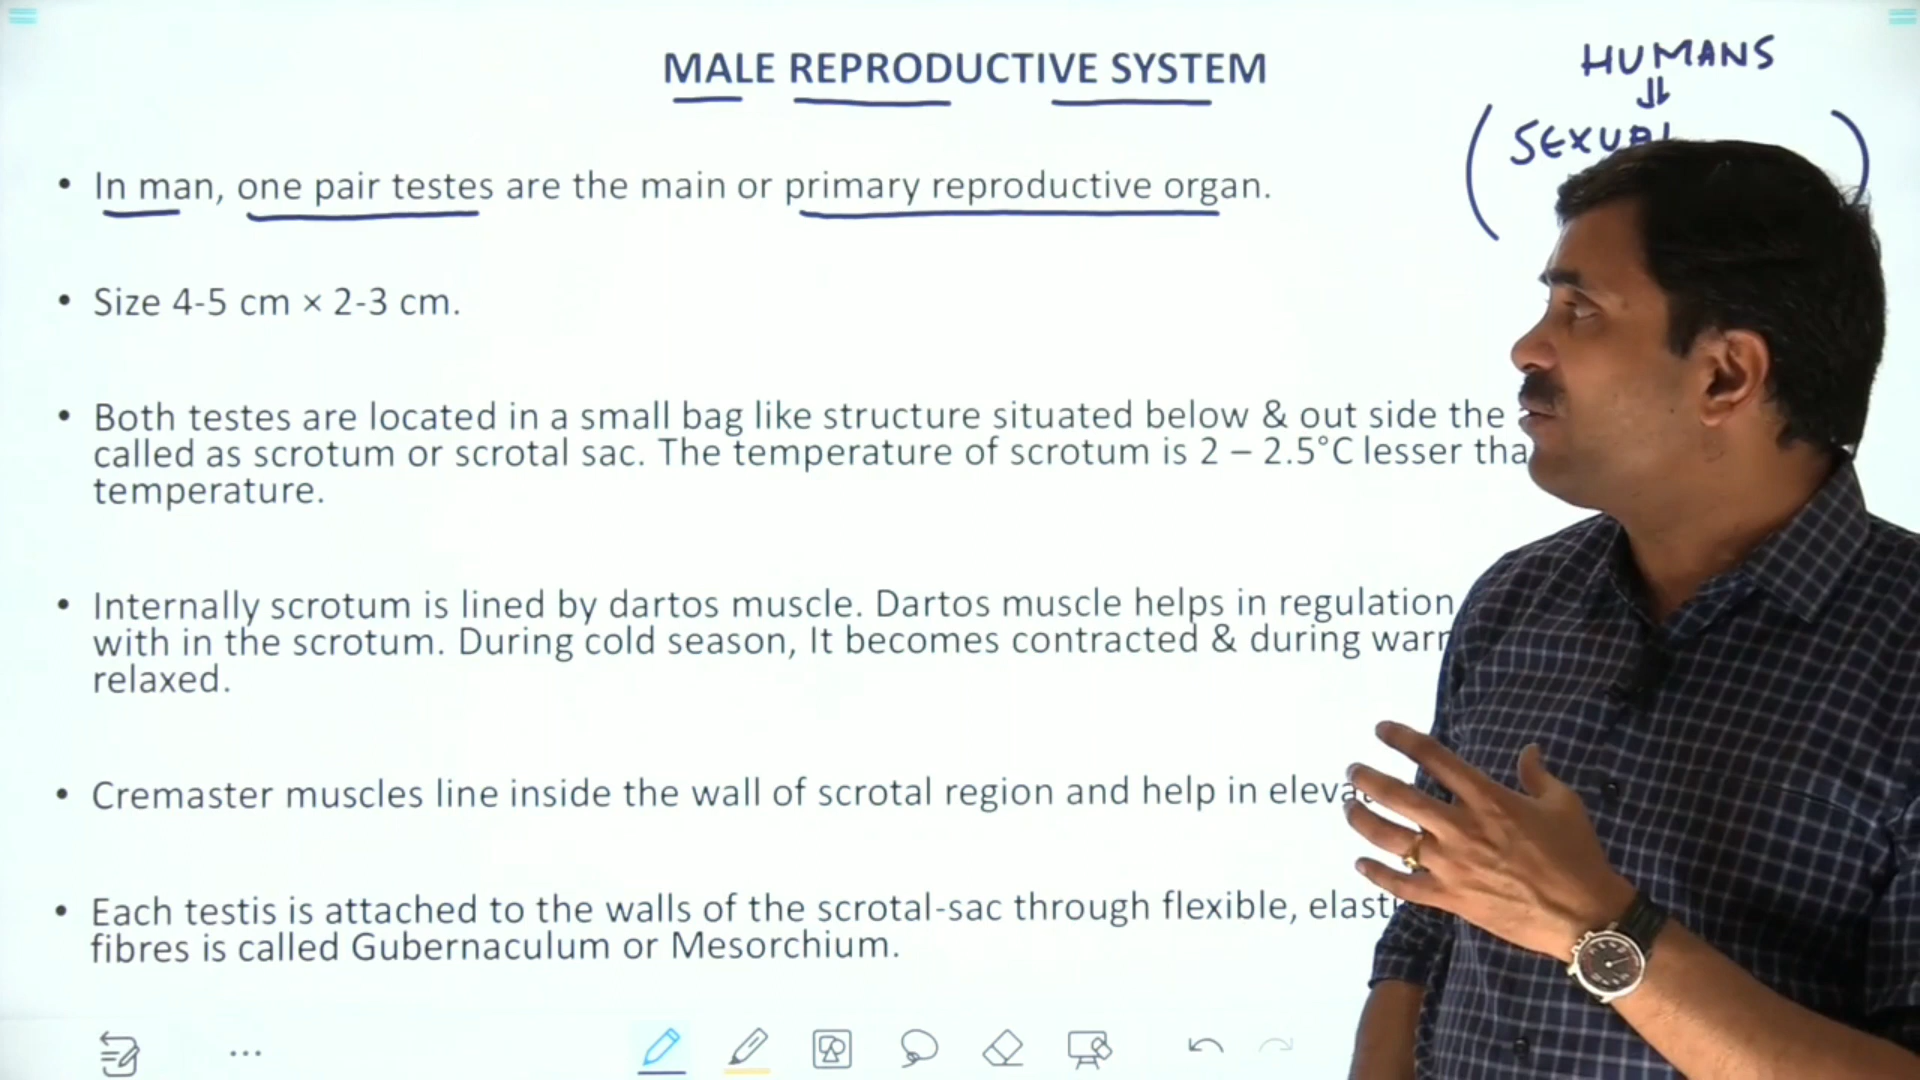 MALE REPRODUCTIVE SYSTEM
HUMANS
• In man, one pair testes are the main or primary reproductive organ.
• Size 4-5 cm × 2-3 cm.
• Both testes are located in a small bag like structure situated below & out side the
called as scrotum or scrotal sac. The temperature of scrotum is 2 – 2.5°C lesser
temperature.
• Internally scrotum is lined by dartos muscle. Dartos muscle helps in regulation
with in the scrotum. During cold season, It becomes contracted & during
relaxed.
• Cremaster muscles line inside the wall of scrotal region and help in
• Each testis is attached to the walls of the scrotal-sac through flexible,
fibres is called Gubernaculum or Mesorchium.